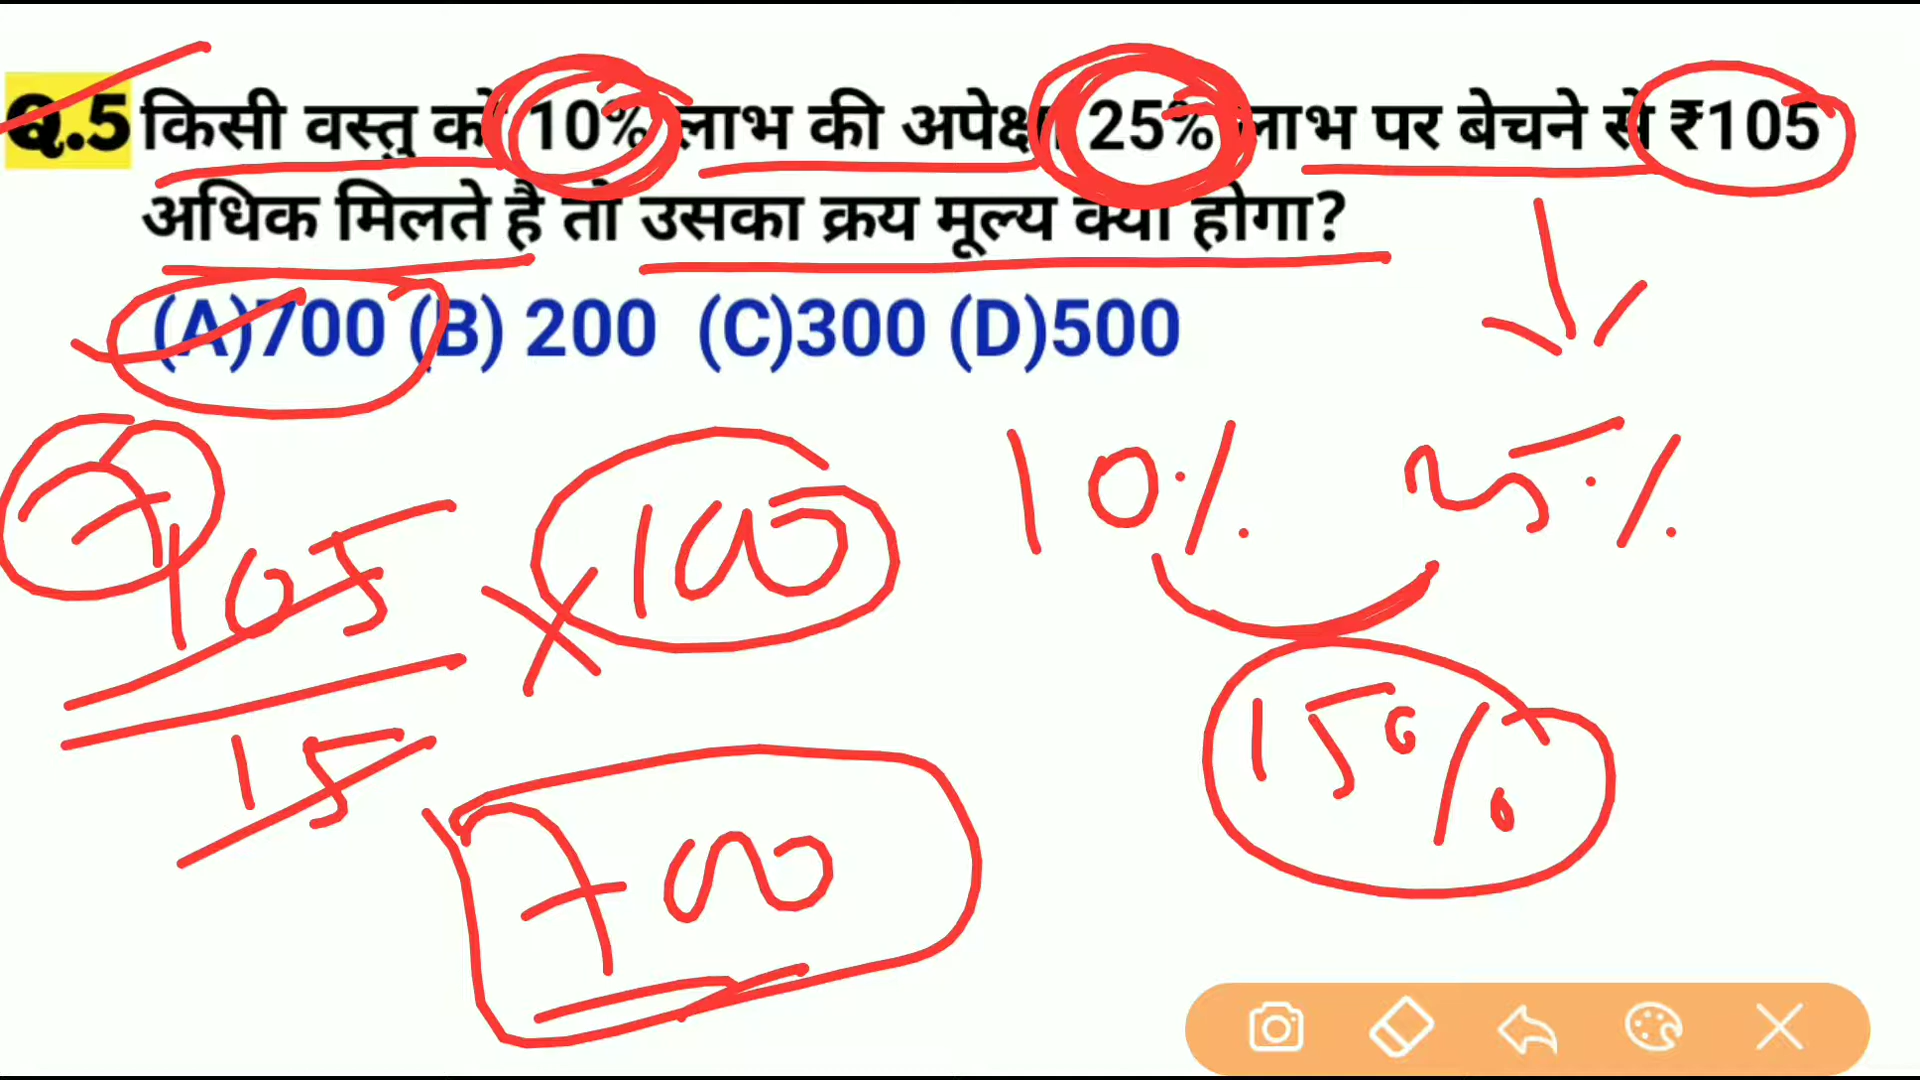 Q.5 किसी वस्तु को 10% लाभ की अपेक्षा 25% लाभ पर बेचने से ₹105
अधिक मिलते है तो उसका क्रय मूल्य क्या होगा?
(A)700 (B) 200 (C)300 (D)500
7
105 × 100
15
10% 25%
15%
700